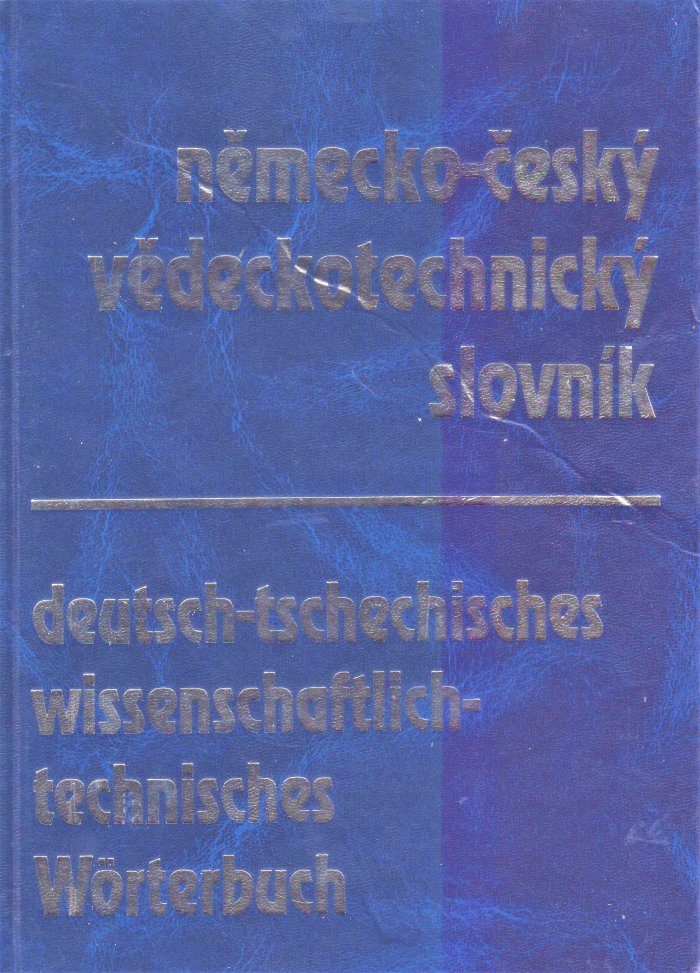 německo-český
vědeckotechnický
slovník
deutsch-tschechisches
wissenschaftlich-
technisches
Wörterbuch